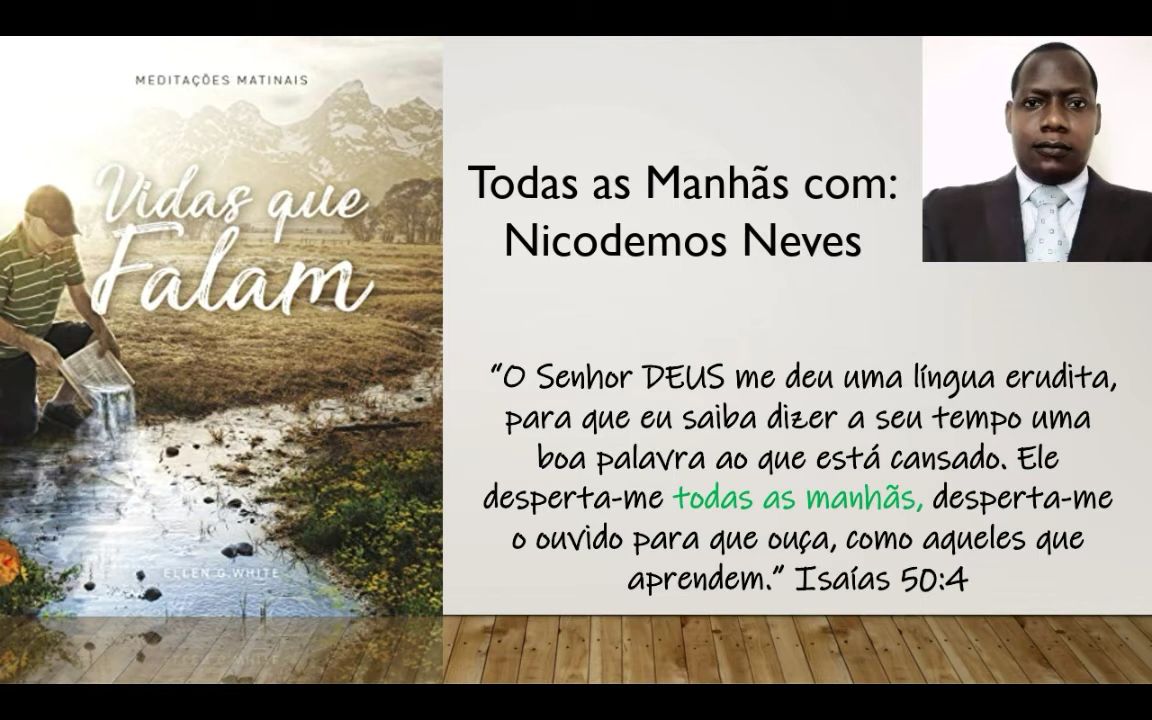 MEDITAÇÕES MATINAIS
Vidas que
Falam
ELLEN G. WHITE
Todas as Manhãs com:
Nicodemos Neves
“O Senhor DEUS me deu uma língua erudita,
para que eu saiba dizer a seu tempo uma
boa palavra ao que está cansado. Ele
desperta-me todas as manhãs, desperta-me
o ouvido para que ouça, como aqueles que
aprendem.” Isaías 50:4